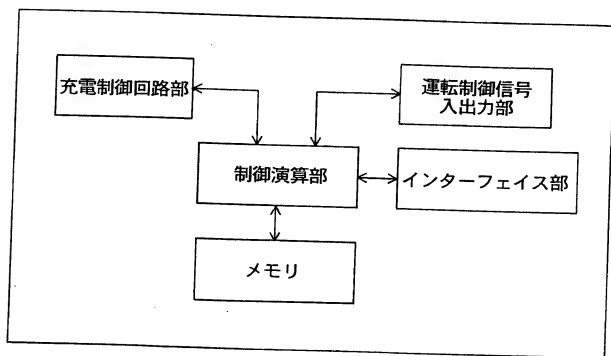 充電制御回路部
運転制御信号
入出力部
制御演算部
インターフェイス部
メモリ